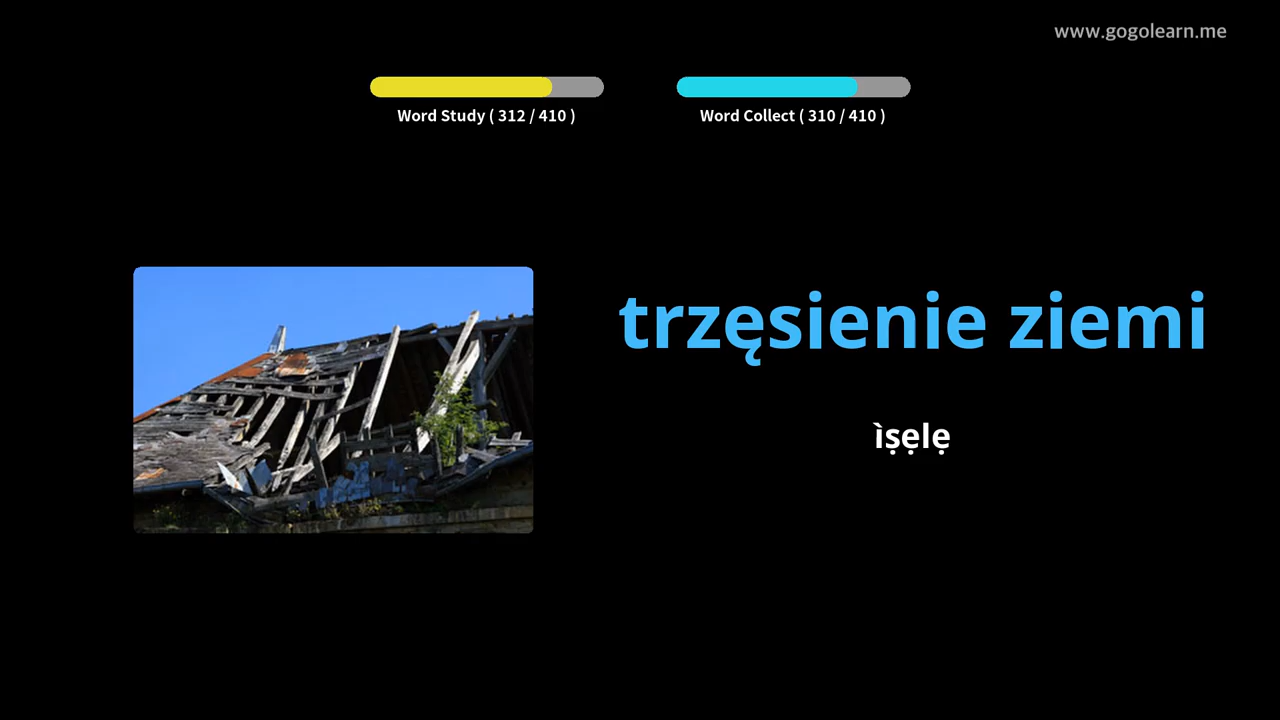 www.gogolearn.me
Word Study ( 312 / 410 )
Word Collect ( 310 / 410 )
trzęsienie ziemi
ìṣẹlẹ